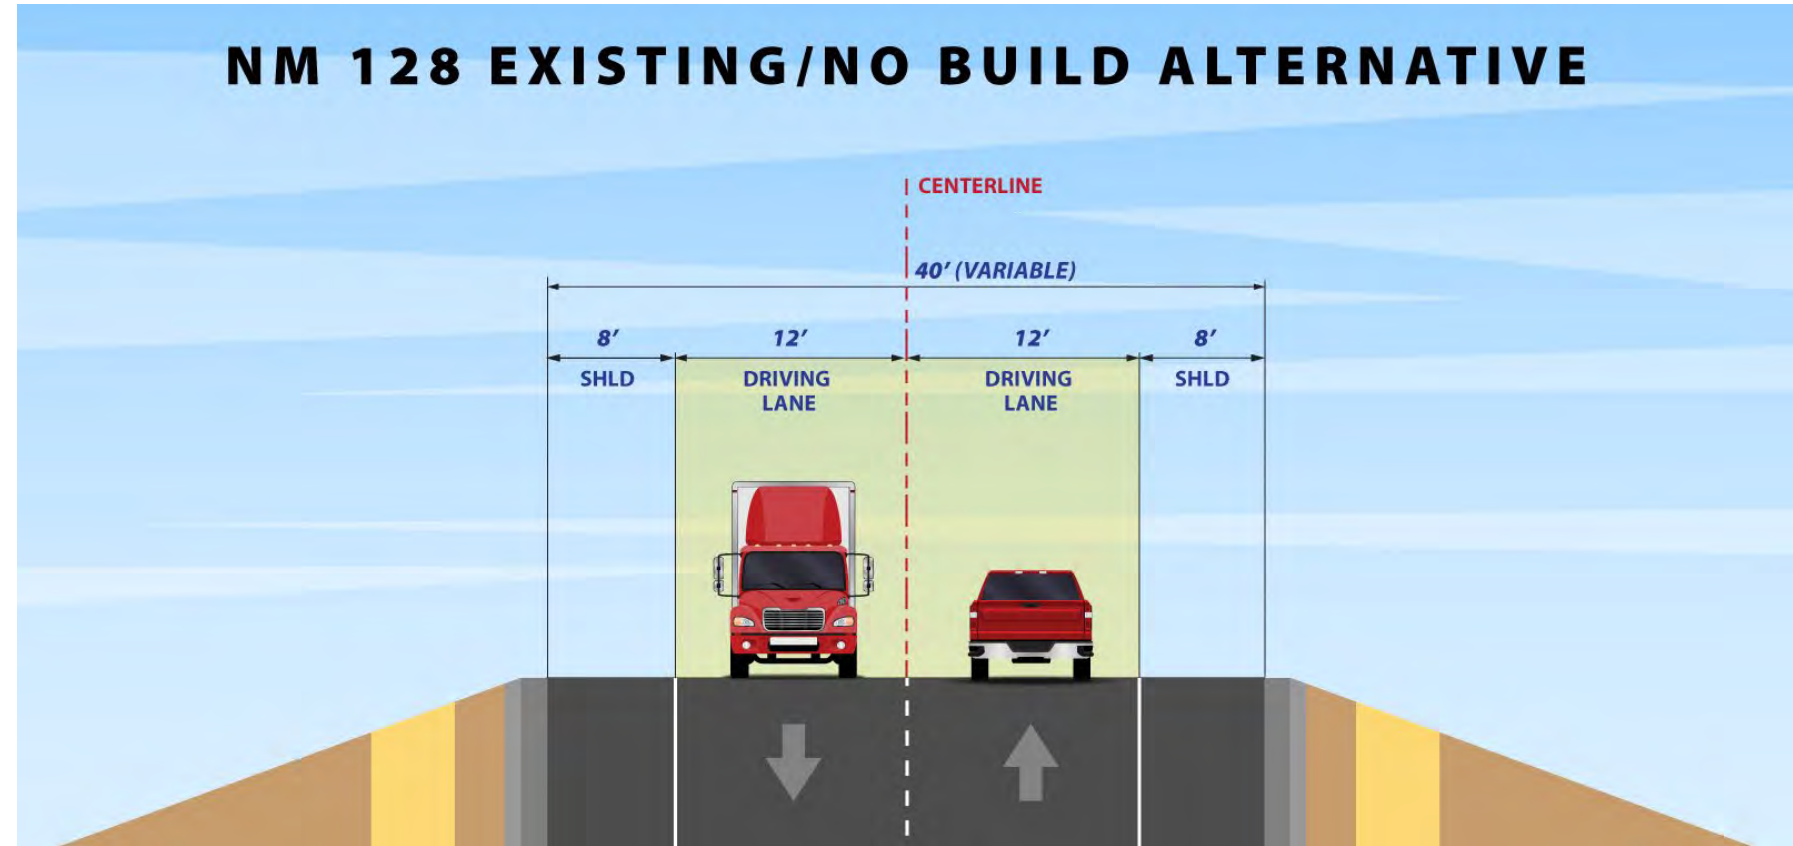 NM 128 EXISTING/NO BUILD ALTERNATIVE
CENTERLINE
40' (VARIABLE)
8' 12' 12' 8'
SHLD DRIVING DRIVING SHLD
LANE LANE